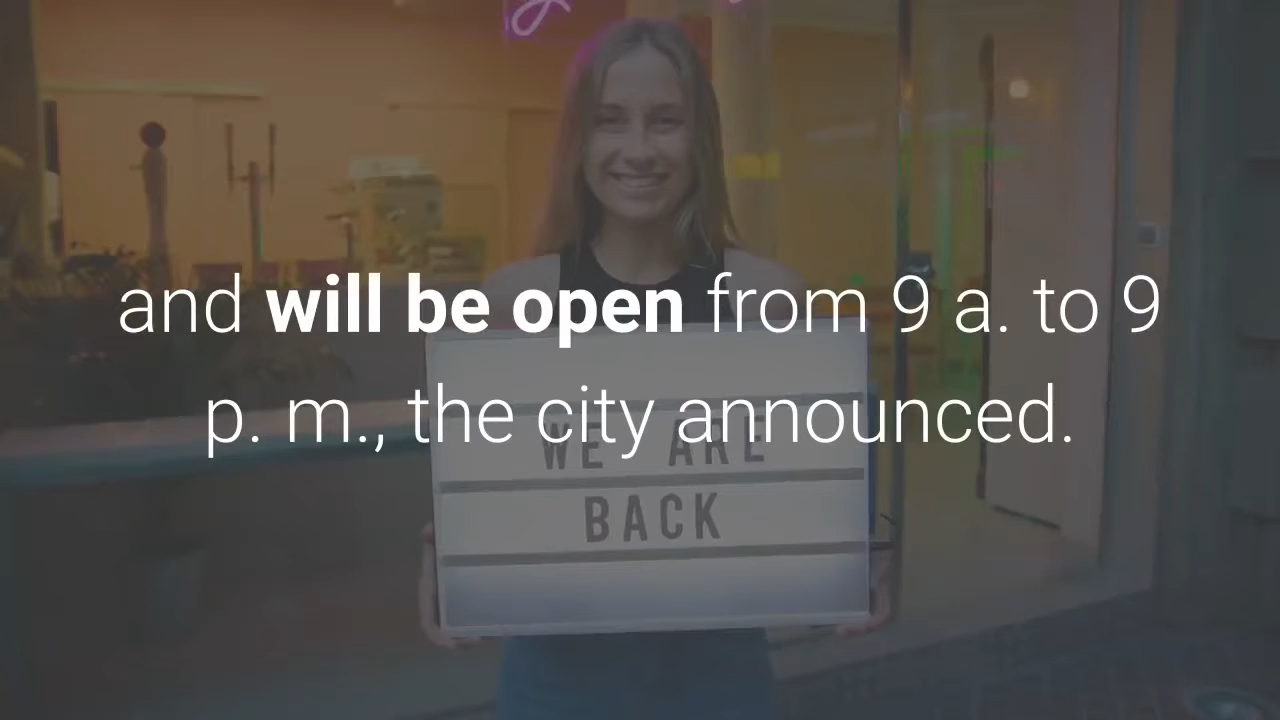 and will be open from 9 a. to 9
p. m., the city announced.
WE ARE
BACK